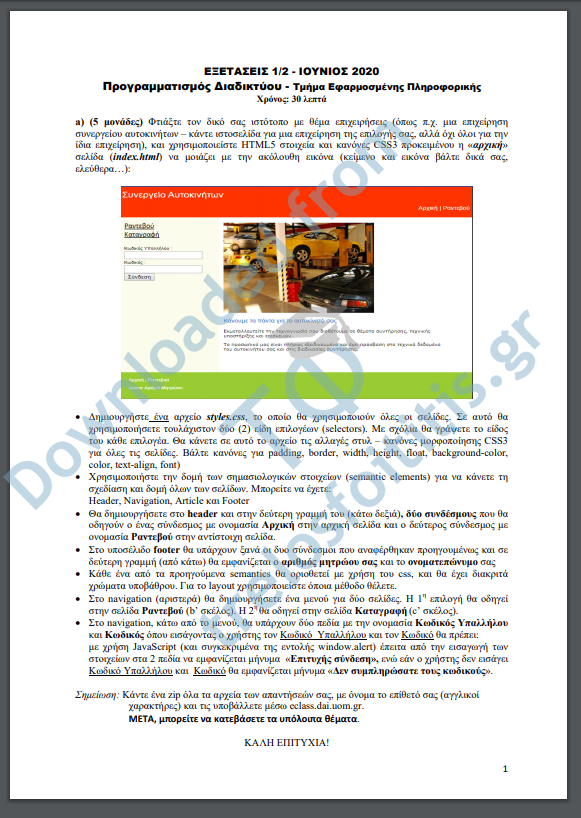 ΕΞΕΤΑΣΕΙΣ 1/2 - ΙΟΥΝΙΟΣ 2020
Προγραμματισμός Διαδικτύου - Τμήμα Εφαρμοσμένης Πληροφορικής
Χρόνος: 30 λεπτά
α) (5 μονάδες) Φτιάξτε τον δικό σας ιστότοπο με θέμα επιχειρήσεις (όπως π.χ. μια επιχείρηση
συνεργείου αυτοκινήτων – κάντε ιστοσελίδα για μια επιχείρηση της επιλογής σας, αλλά όχι όλοι για την
ίδια επιχείρηση), και χρησιμοποιείστε HTML5 στοιχεία και κανόνες CSS3 προκειμένου η «αρχική»
σελίδα (index.html) να μοιάζει με την ακόλουθη εικόνα (κείμενο και εικόνα βάλτε δικά σας,
ελεύθερα…):
Συνεργείο Αυτοκινήτων
Αρχική | Ραντεβού
Ραντεβού
Καταγραφή
Κωδικός Υπαλλήλου :
Κωδικός :
Σύνδεση
Κάνουμε τα πάντα για το αυτοκίνητό σας
Εκμεταλλευτείτε την τεχνογνωσία που διαθέτουμε σε θέματα συντήρησης, τεχνικής
υποστήριξης και επισκευών.
Το προσωπικό μας είναι πλήρως εξειδικευμένο και έχει πρόσβαση στα τεχνικά δεδομένα
του αυτοκινήτου σας και στις διαδικασίες συντήρησης.
Αρχική | Ραντεβού
• Δημιουργήστε ένα αρχείο styles.css, το οποίο θα χρησιμοποιούν όλες οι σελίδες. Σε αυτό θα
χρησιμοποιήσετε τουλάχιστον δύο (2) είδη επιλογέων (selectors). Με σχόλια θα γράψετε το είδος
του κάθε επιλογέα. Θα κάνετε σε αυτό το αρχείο τις αλλαγές στυλ – κανόνες μορφοποίησης CSS3
για όλες τις σελίδες. Βάλτε κανόνες για padding, border, width, height, float, background-color,
color, text-align, font)
• Χρησιμοποιήστε την δομή των σημασιολογικών στοιχείων (semantic elements) για να κάνετε τη
σχεδίαση και δομή όλων των σελίδων. Μπορείτε να έχετε:
Header, Navigation, Article και Footer
• Θα δημιουργήσετε στο header και στην δεύτερη γραμμή του (κάτω δεξιά), δύο συνδέσμους που θα
οδηγούν ο ένας σύνδεσμος με ονομασία Αρχική στην αρχική σελίδα και ο δεύτερος σύνδεσμος με
ονομασία Ραντεβού στην αντίστοιχη σελίδα.
• Στο υποσέλιδο footer θα υπάρχουν ξανά οι δυο σύνδεσμοι που αναφέρθηκαν προηγουμένως και σε
δεύτερη γραμμή (από κάτω) θα εμφανίζεται ο αριθμός μητρώου σας και το ονοματεπώνυμο σας
• Κάθε ένα από τα προηγούμενα semantics θα οριοθετεί με χρήση του css, και θα έχει διακριτά
χρώματα υποβάθρου. Για το layout χρησιμοποιείστε όποια μέθοδο θέλετε.
• Στο navigation (αριστερά) θα δημιουργήσετε ένα μενού για δύο σελίδες. Η 1η επιλογή θα οδηγεί
στην σελίδα Ραντεβού (b’ σκέλος). Η 2η θα οδηγεί στην σελίδα Καταγραφή (c’ σκέλος).
• Στο navigation, κάτω από το μενού, θα υπάρχουν δύο πεδία με την ονομασία Κωδικός Υπαλλήλου
και Κωδικός όπου εισάγοντας ο χρήστης τον Κωδικό Υπαλλήλου και τον Κωδικό θα πρέπει:
με χρήση JavaScript (και συγκεκριμένα της εντολής window.alert) έπειτα από την εισαγωγή των
στοιχείων στα 2 πεδία να εμφανίζεται μήνυμα «Επιτυχής σύνδεση», ενώ εάν ο χρήστης δεν εισάγει
Κωδικό Υπαλλήλου και Κωδικό θα εμφανίζεται μήνυμα «Δεν συμπληρώσατε τους κωδικούς».
Σημείωση: Κάντε ένα zip όλα τα αρχεία των απαντήσεών σας, με όνομα το επίθετό σας (αγγλικοί
χαρακτήρες) και τις υποβάλλετε μέσω eclass.dai.uom.gr.
ΜΕΤΑ, μπορείτε να κατεβάσετε τα υπόλοιπα θέματα.
ΚΑΛΗ ΕΠΙΤΥΧΙΑ!
1
Downloaded from
trelosfoititis.gr